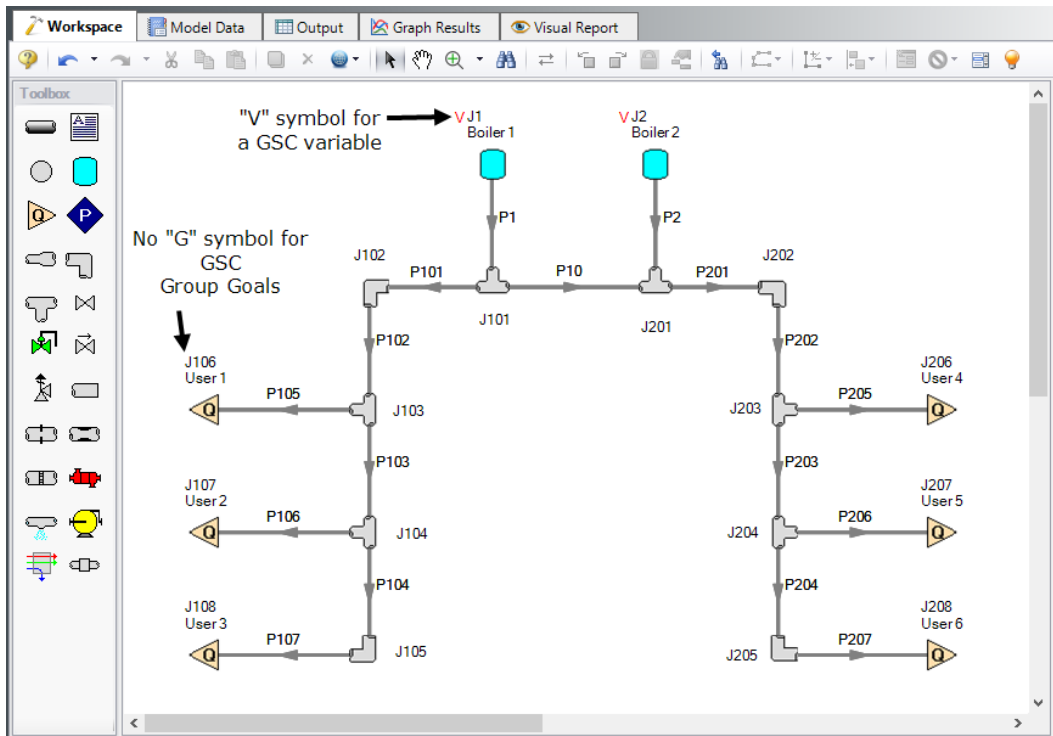 Workspace
Model Data
Output
Graph Results
Visual Report
Toolbox
A
Q
P
"V" symbol for
a GSC variable
V J1
Boiler 1
V J2
Boiler 2
P1
P2
No "G" symbol for
GSC
Group Goals
J102
P101
P10
P201
J202
J101
J201
P102
P202
J106
User 1
P105
Q
J103
J206
User 4
J203
P205
Q
P103
P203
J107
User 2
P106
Q
J104
J207
User 5
J204
P206
Q
P104
P204
J108
User 3
P107
Q
J105
J208
User 6
J205
P207
Q